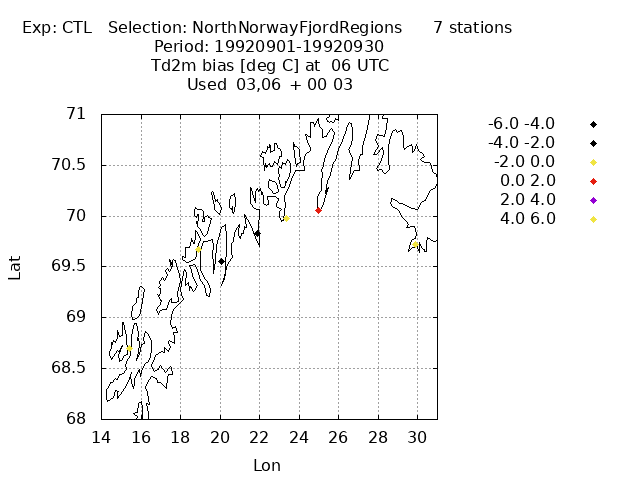 Exp: CTL   Selection: NorthNorwayFjordRegions      7 stations
Period: 19920901-19920930
Td2m bias [deg C] at  06 UTC
Used  03,06  + 00 03
71
70.5
70
69.5
69
68.5
68
14 16 18 20 22 24 26 28 30
Lat
Lon
-6.0 -4.0
-4.0 -2.0
-2.0 0.0
0.0 2.0
2.0 4.0
4.0 6.0